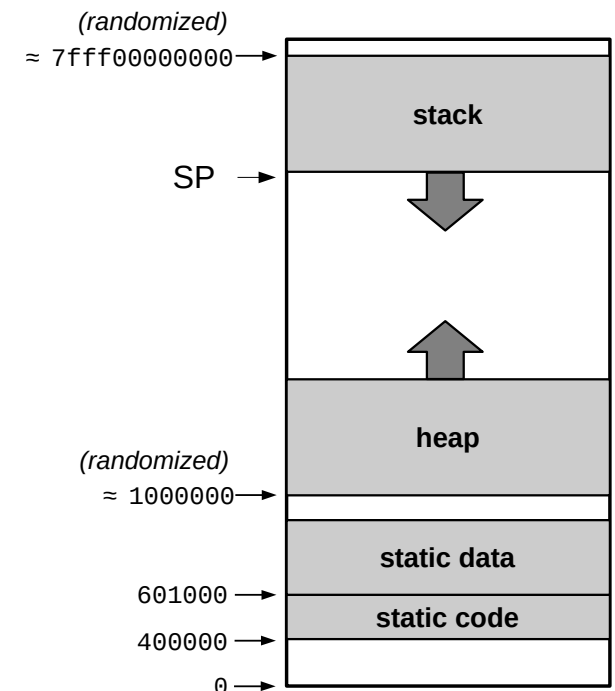 (randomized)
≈ 7fff00000000
stack
SP
heap
(randomized)
≈ 1000000
static data
601000
static code
400000
0